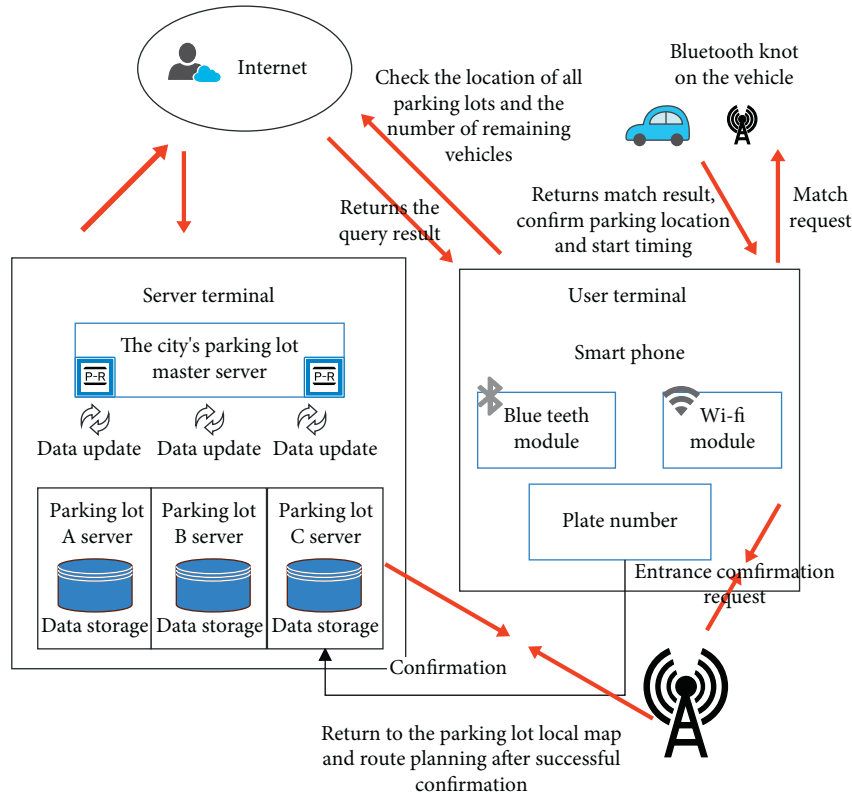 Internet
Check the location of all
parking lots and the
number of remaining
vehicles
Bluetooth knot
on the vehicle
Returns the
query result
Returns match result,
confirm parking location
and start timing
Match
request
Server terminal
The city's parking lot
master server
P-R
P-R
Data update
Data update
Data update
Parking lot
A server
Data storage
Parking lot
B server
Data storage
Parking lot
C server
Data storage
User terminal
Smart phone
Blue teeth
module
Wi-fi
module
Plate number
Entrance comfirmation
request
Confirmation
Return to the parking lot local map
and route planning after successful
confirmation